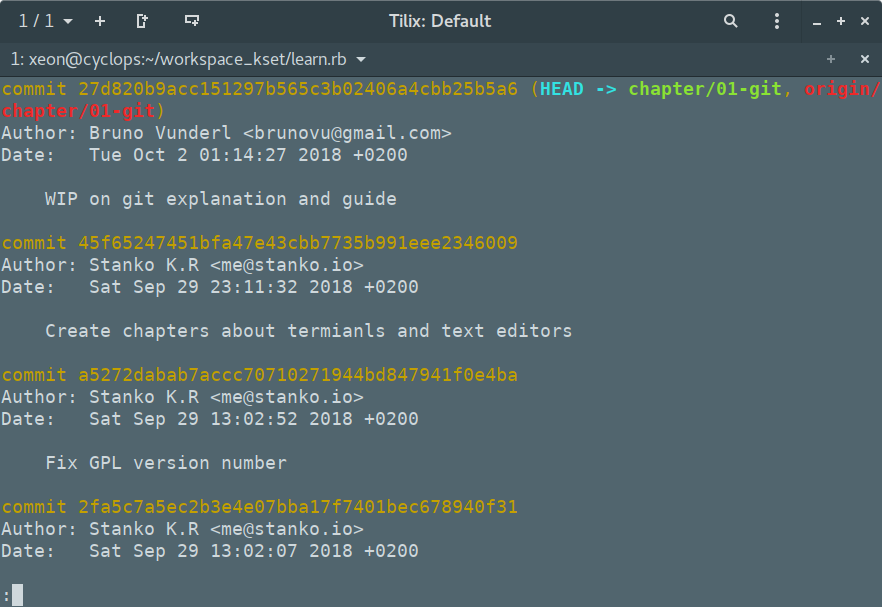 1 / 1
Tilix: Default
1: xeon@cyclops:~/workspace_kset/learn.rb
commit 27d820b9acc151297b565c3b02406a4cbb25b5a6 (HEAD -> chapter/01-git, origin/
chapter/01-git)
Author: Bruno Vunderl <brunovu@gmail.com>
Date:   Tue Oct 2 01:14:27 2018 +0200
    WIP on git explanation and guide
commit 45f65247451bfa47e43cbb7735b991eee2346009
Author: Stanko K.R <me@stanko.io>
Date:   Sat Sep 29 23:11:32 2018 +0200
    Create chapters about termianls and text editors
commit a5272dabab7accc70710271944bd847941f0e4ba
Author: Stanko K.R <me@stanko.io>
Date:   Sat Sep 29 13:02:52 2018 +0200
    Fix GPL version number
commit 2fa5c7a5ec2b3e4e07bba17f7401bec678940f31
Author: Stanko K.R <me@stanko.io>
Date:   Sat Sep 29 13:02:07 2018 +0200
: